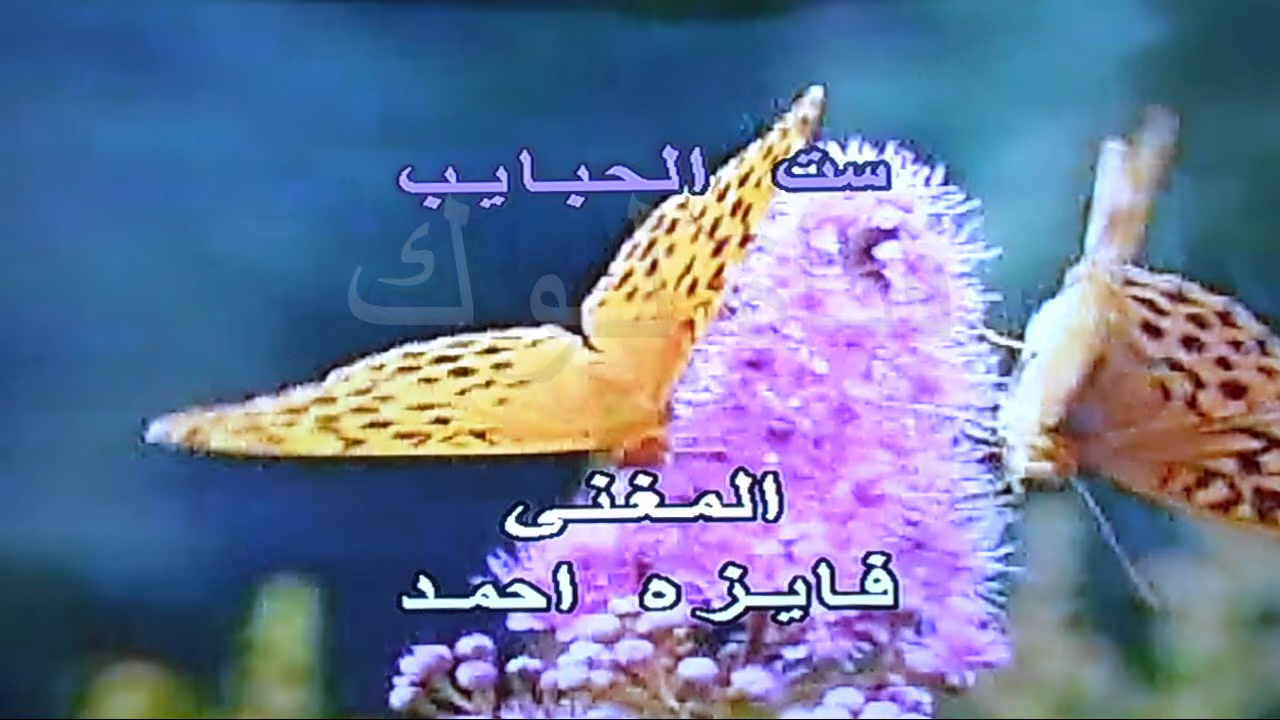 ست الحبايب
المغنى
فايزه احمد